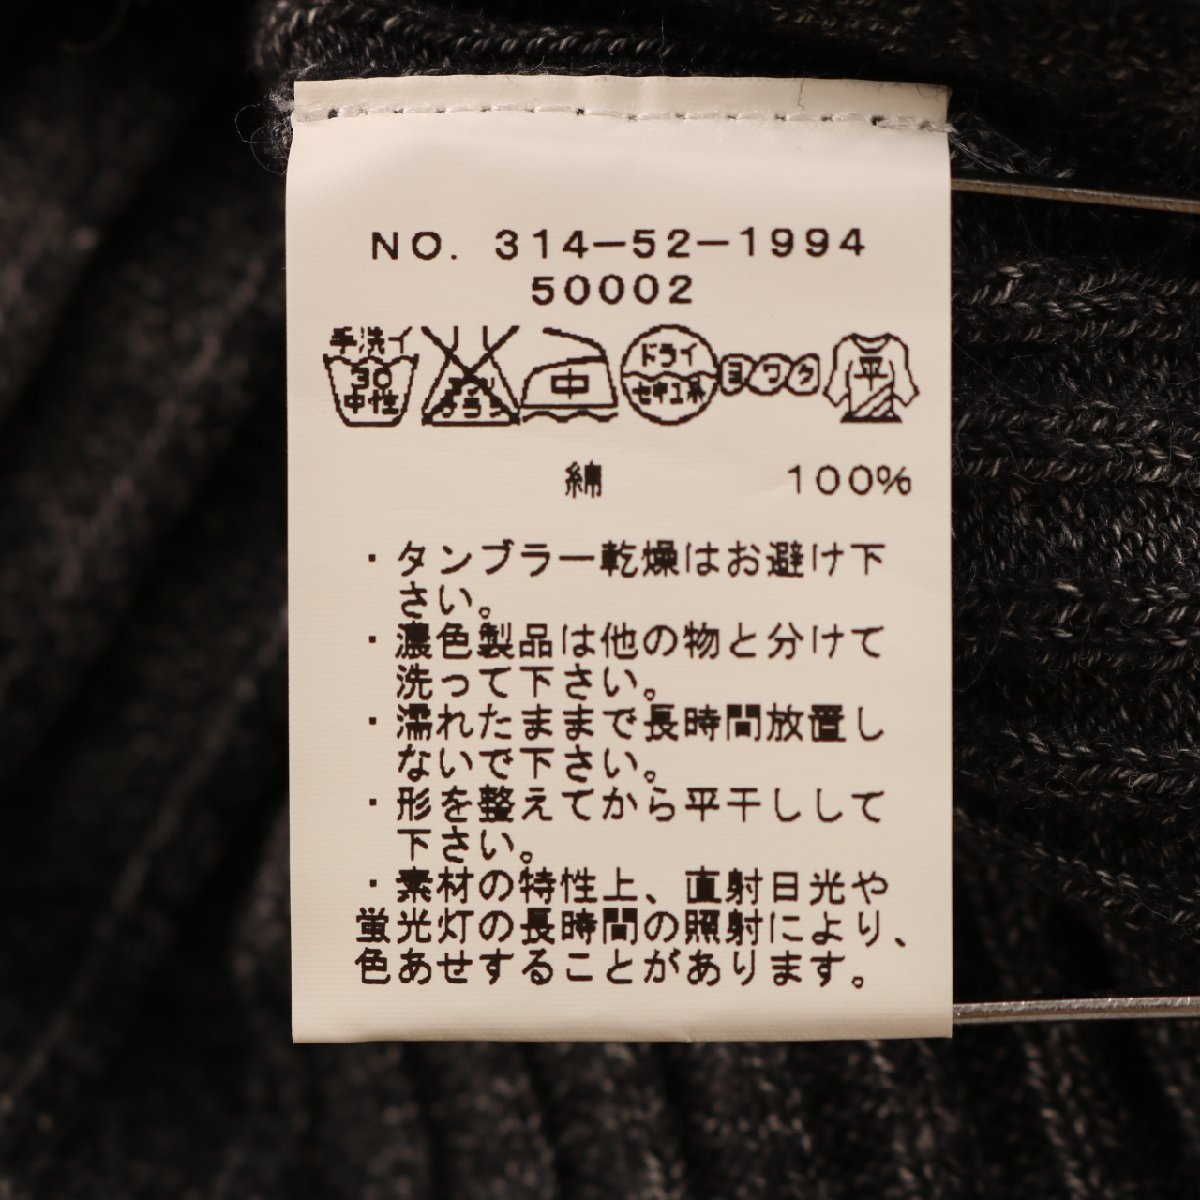 NO. 314-52-1994
50002
手洗イ ドライ
30 エンソ 中 ヨワク 平
中性 サラシ セキユ系
綿 100%
・タンブラー乾燥はお避け下
さい。
・濃色製品は他の物と分けて
洗って下さい。
・濡れたままで長時間放置し
ないで下さい。
・形を整えてから平干しして
下さい。
・素材の特性上、直射日光や
蛍光灯の長時間の照射により、
色あせすることがあります。